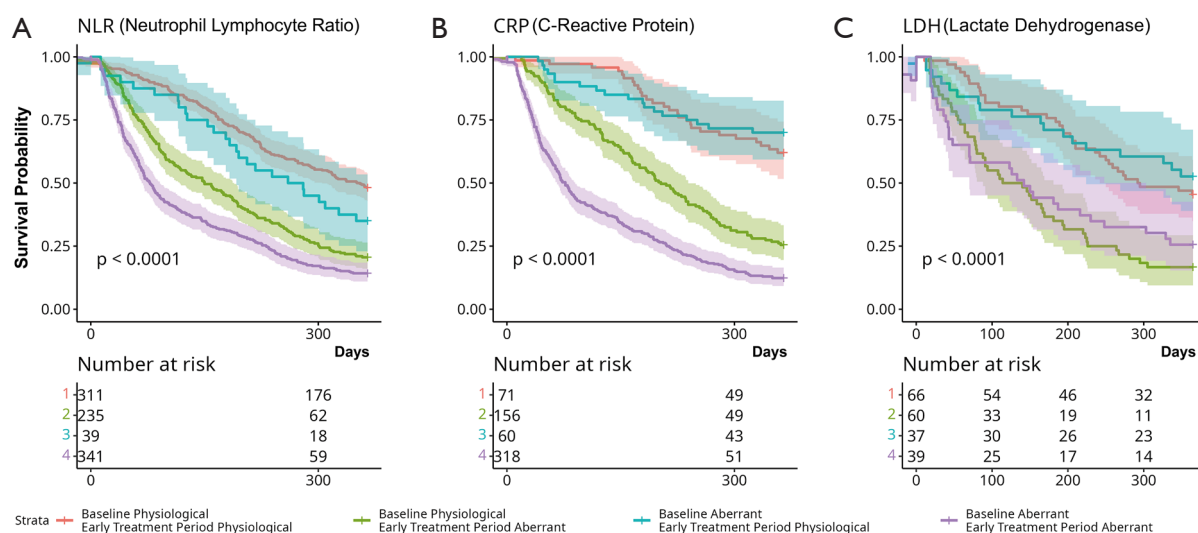 A NLR (Neutrophil Lymphocyte Ratio)
B CRP (C-Reactive Protein)
C LDH (Lactate Dehydrogenase)
Survival Probability
1.00
0.75
0.50
0.25
0.00
p < 0.0001
0 300
Days
1.00
0.75
0.50
0.25
0.00
p < 0.0001
0 300
Days
1.00
0.75
0.50
0.25
0.00
p < 0.0001
0 100 200 300
Days
Number at risk
1 311 176
2 235 62
3 39 18
4 341 59
0 300
Number at risk
1 71 49
2 156 49
3 60 43
4 318 51
0 300
Number at risk
1 66 54 46 32
2 60 33 19 11
3 37 30 26 23
4 39 25 17 14
0 100 200 300
Strata
Baseline Physiological
Early Treatment Period Physiological
Baseline Physiological
Early Treatment Period Aberrant
Baseline Aberrant
Early Treatment Period Physiological
Baseline Aberrant
Early Treatment Period Aberrant